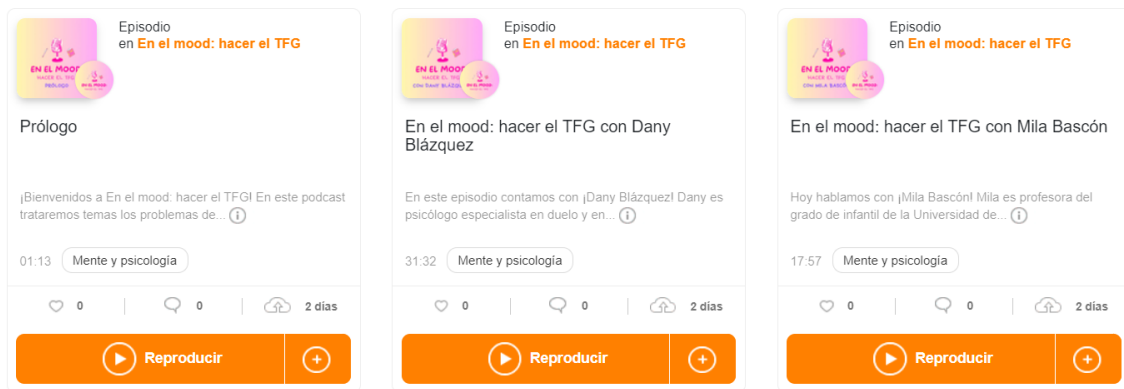 Episodio
en En el mood: hacer el TFG
EN EL MOOD:
HACER EL TFG
PRÓLOGO
Prólogo
¡Bienvenidos a En el mood: hacer el TFG! En este podcast
trataremos temas los problemas de...
01:13 Mente y psicología
0 0 2 días
Reproducir
Episodio
en En el mood: hacer el TFG
EN EL MOOD:
HACER EL TFG
CON DANY BLÁZQUEZ
En el mood: hacer el TFG con Dany
Blázquez
En este episodio contamos con ¡Dany Blázquez! Dany es
psicólogo especialista en duelo y en...
31:32 Mente y psicología
0 0 2 días
Reproducir
Episodio
en En el mood: hacer el TFG
EN EL MOOD:
HACER EL TFG
CON MILA BASCÓN
En el mood: hacer el TFG con Mila Bascón
Hoy hablamos con ¡Mila Bascón! Mila es profesora del
grado de infantil de la Universidad de...
17:57 Mente y psicología
0 0 2 días
Reproducir